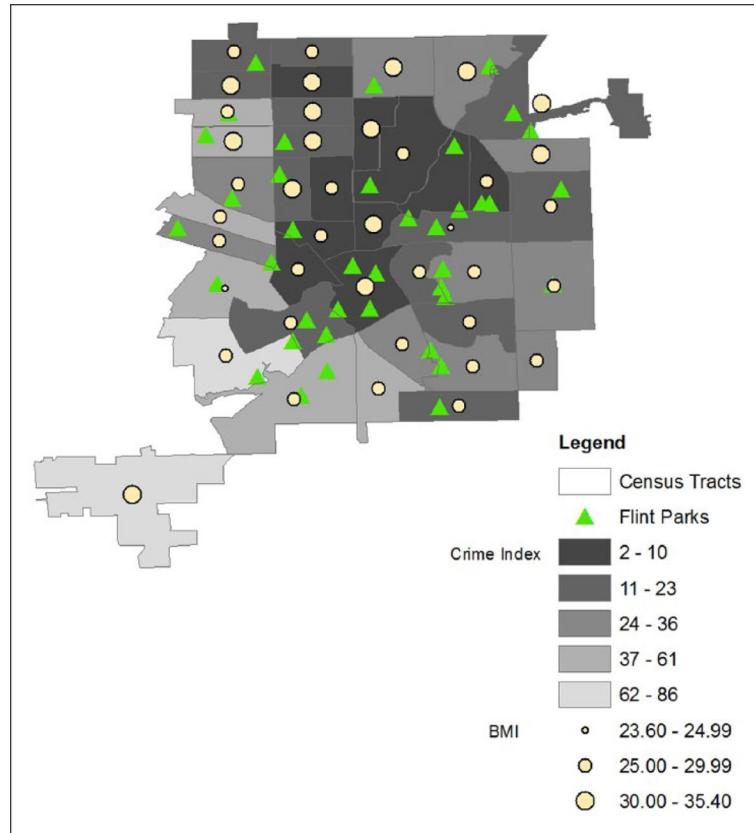 Legend
Census Tracts
Flint Parks
Crime Index
2 - 10
11 - 23
24 - 36
37 - 61
62 - 86
BMI
23.60 - 24.99
25.00 - 29.99
30.00 - 35.40